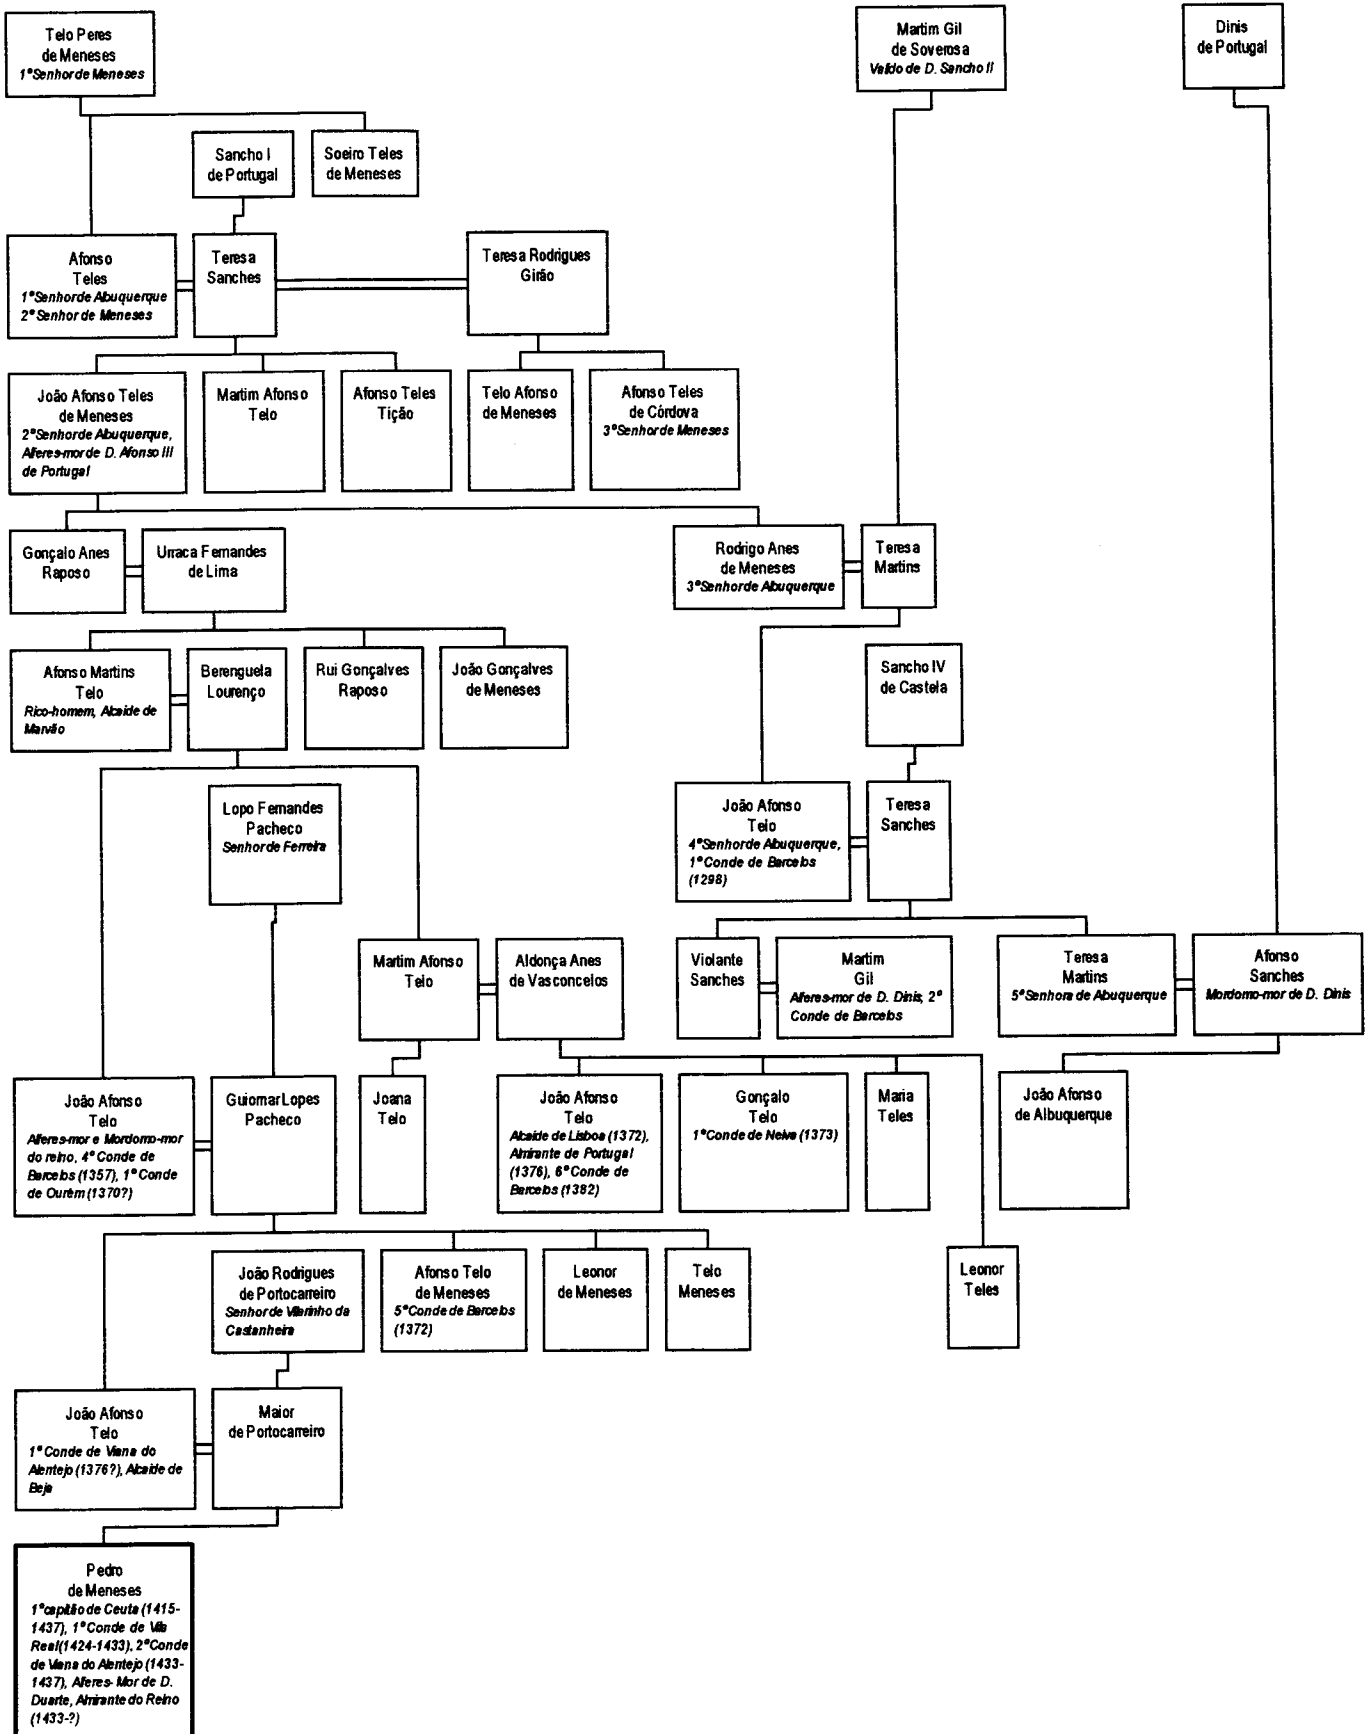 Telo Peres
de Meneses
1º Senhor de Meneses
Martim Gil
de Soverosa
Valido de D. Sancho II
Dinis
de Portugal
Sancho I
de Portugal
Soeiro Teles
de Meneses
Afonso
Teles
1º Senhor de Albuquerque
2º Senhor de Meneses
Teresa
Sanches
Teresa Rodrigues
Girão
João Afonso Teles
de Meneses
2º Senhor de Albuquerque,
Alferes-mor de D. Afonso III
de Portugal
Martim Afonso
Telo
Afonso Teles
Tição
Telo Afonso
de Meneses
Afonso Teles
de Córdova
3º Senhor de Meneses
Gonçalo Anes
Raposo
Urraca Fernandes
de Lima
Rodrigo Anes
de Meneses
3º Senhor de Albuquerque
Teresa
Martins
Afonso Martins
Telo
Rico-homem, Alcaide de
Marvão
Berenguela
Lourenço
Rui Gonçalves
Raposo
João Gonçalves
de Meneses
Sancho IV
de Castela
Lopo Fernandes
Pacheco
Senhor de Ferreira
João Afonso
Telo
4º Senhor de Albuquerque,
1º Conde de Barcelos
(1298)
Teresa
Sanches
Martim Afonso
Telo
Aldonça Anes
de Vasconcelos
Violante
Sanches
Martim
Gil
Alferes-mor de D. Dinis, 2º
Conde de Barcelos
Teresa
Martins
5ª Senhora de Albuquerque
Afonso
Sanches
Mordomo-mor de D. Dinis
João Afonso
Telo
Alferes-mor e Mordomo-mor
do reino, 4º Conde de
Barcelos (1357), 1º Conde
de Ourém (1370?)
Guiomar Lopes
Pacheco
Joana
Telo
João Afonso
Telo
Alcaide de Lisboa (1372),
Almirante de Portugal
(1376), 6º Conde de
Barcelos (1382)
Gonçalo
Telo
1º Conde de Neiva (1373)
Maria
Teles
João Afonso
de Albuquerque
João Rodrigues
de Portocarreiro
Senhor de Vilarinho da
Castanheira
Afonso Telo
de Meneses
5º Conde de Barcelos
(1372)
Leonor
de Meneses
Telo
Meneses
Leonor
Teles
João Afonso
Telo
1º Conde de Viana do
Alentejo (1376?), Alcaide de
Beja
Maior
de Portocarreiro
Pedro
de Meneses
1º capitão de Ceuta (1415-
1437), 1º Conde de Vila
Real (1424-1433), 2º Conde
de Viana do Alentejo (1433-
1437), Alferes- Mor de D.
Duarte, Almirante do Reino
(1433-?)